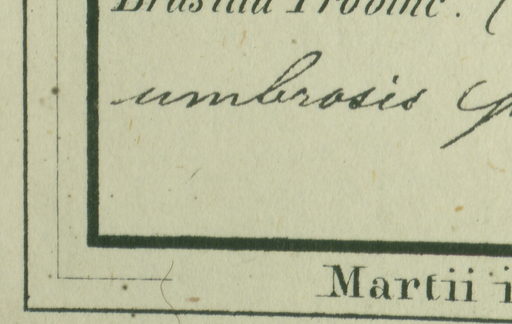 Brasilia Provinc. (
umbrosis
Martii